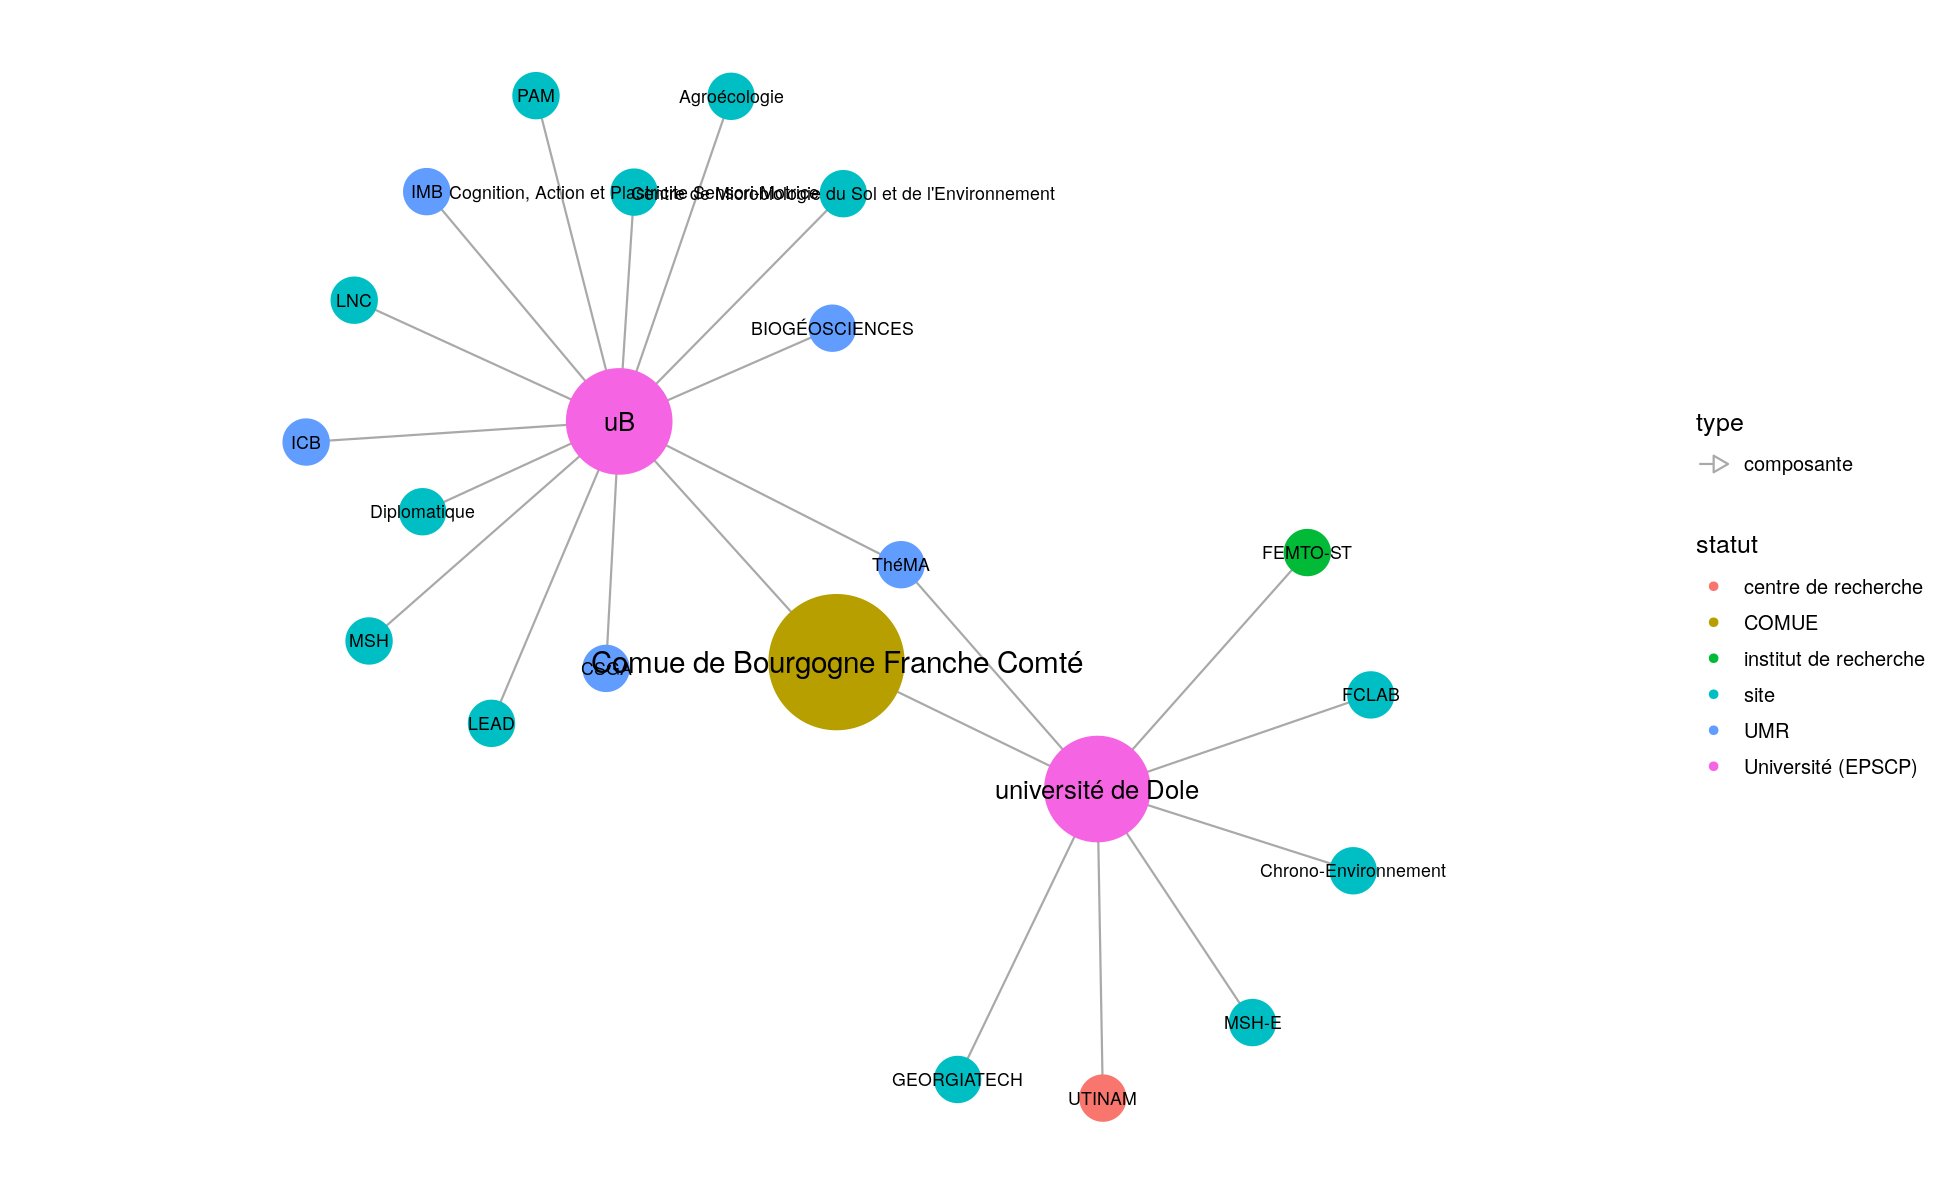 PAM
Agroécologie
IMB
Cognition, Action et Plasticité Sensori-Motrice
Centre de Microbiologie du Sol et de l'Environnement
LNC
BIOGÉOSCIENCES
uB
type
ICB
composante
Diplomatique
statut
FEMTO-ST
ThéMA
centre de recherche
COMUE
MSH
institut de recherche
CSGA
Comue de Bourgogne Franche Comté
FCLAB
site
LEAD
UMR
Université (EPSCP)
université de Dole
Chrono-Environnement
MSH-E
GEORGIATECH
UTINAM